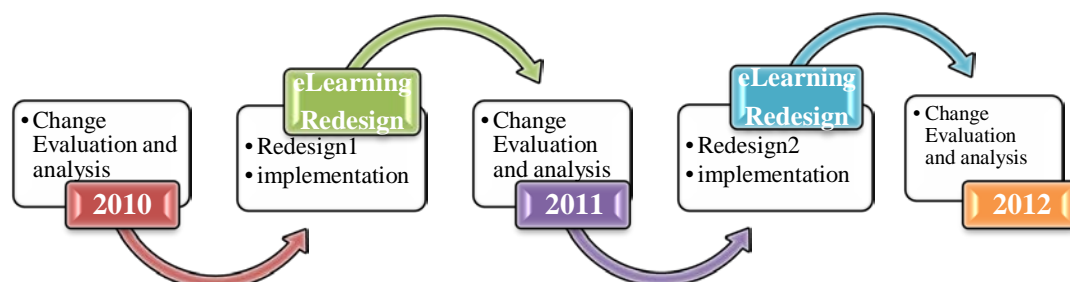 • Change
Evaluation and
analysis
2010
eLearning
Redesign
• Redesign1
• implementation
• Change
Evaluation
and analysis
2011
eLearning
Redesign
• Redesign2
• implementation
• Change
Evaluation
and analysis
2012